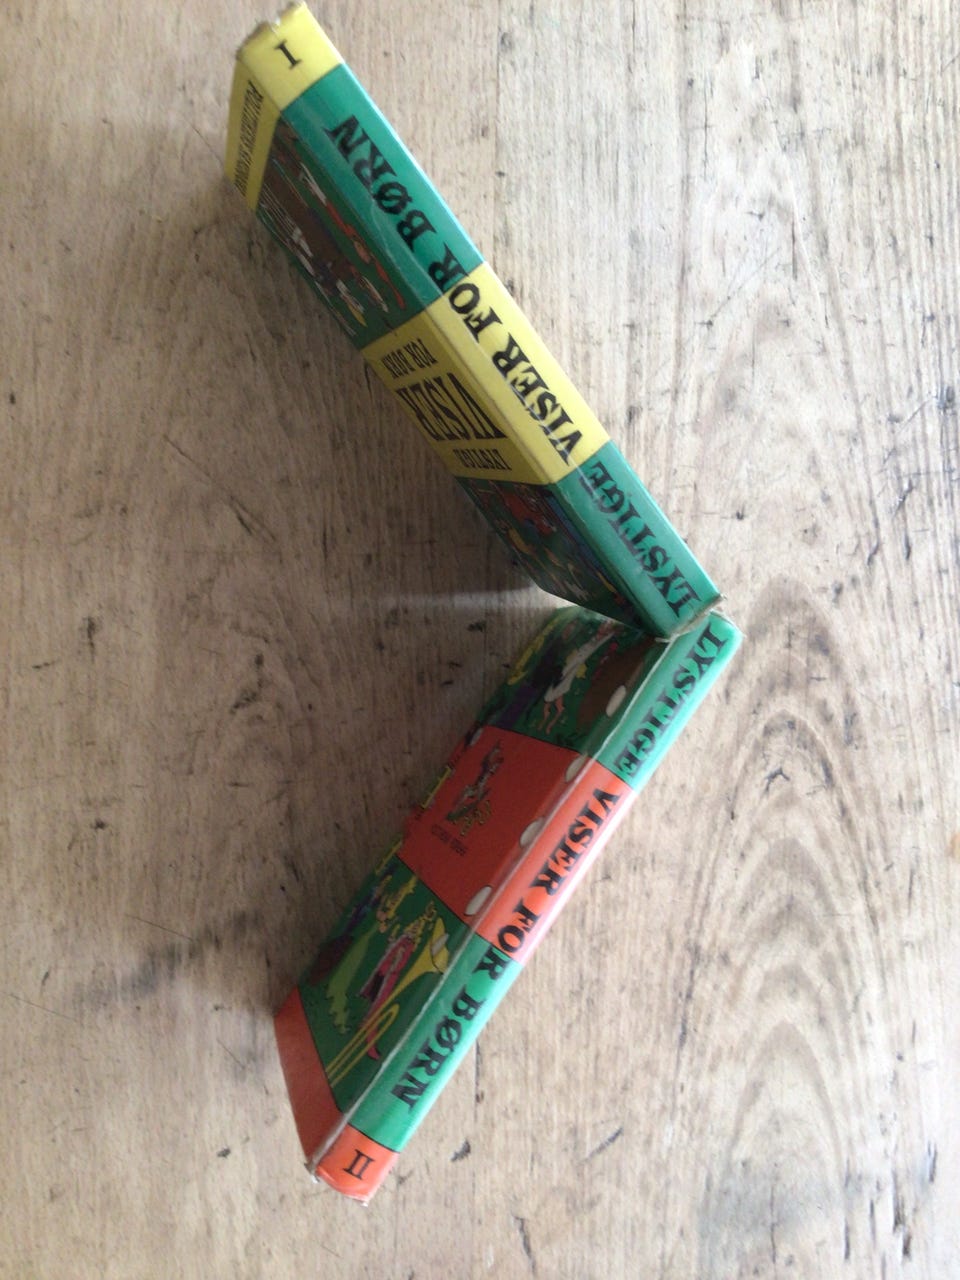 LYSTIGE VISER FOR BØRN
I
LYSTIGE
VISER
FOR BØRN
LYSTIGE VISER FOR BØRN
II